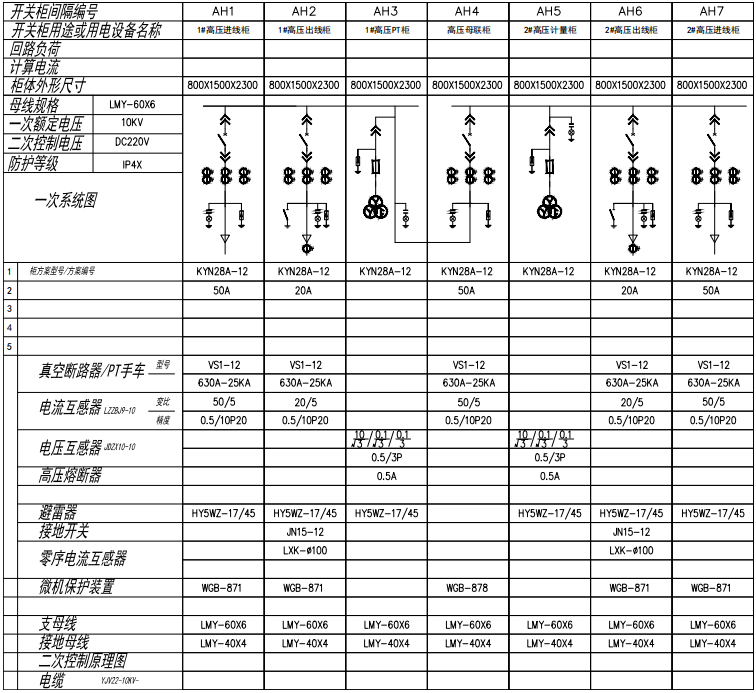 开关柜间隔编号 AH1 AH2 AH3 AH4 AH5 AH6 AH7
开关柜用途或用电设备名称 1#高压进线柜 1#高压出线柜 1#高压PT柜 高压母联柜 2#高压计量柜 2#高压出线柜 2#高压进线柜
回路负荷
计算电流
柜体外形尺寸 800X1500X2300 800X1500X2300 800X1500X2300 800X1500X2300 800X1500X2300 800X1500X2300 800X1500X2300
母线规格 LMY-60X6
一次额定电压 10KV
二次控制电压 DC220V
防护等级 IP4X
一次系统图
1 柜方案型号/方案编号 KYN28A-12 KYN28A-12 KYN28A-12 KYN28A-12 KYN28A-12 KYN28A-12 KYN28A-12
2 50A 20A 50A 20A 50A
3
4
5
真空断路器/PT手车 型号 VS1-12 VS1-12 VS1-12 VS1-12 VS1-12
630A-25KA 630A-25KA 630A-25KA 630A-25KA 630A-25KA
电流互感器 LZZBJ9-10 变比 50/5 20/5 50/5 20/5 50/5
精度 0.5/10P20 0.5/10P20 0.5/10P20 0.5/10P20 0.5/10P20
电压互感器 JDZX10-10 10/√3/0.1/√3/0.1/3 10/√3/0.1/√3/0.1/3
0.5/3P 0.5/3P
高压熔断器 0.5A 0.5A
避雷器 HY5WZ-17/45 HY5WZ-17/45 HY5WZ-17/45 HY5WZ-17/45 HY5WZ-17/45 HY5WZ-17/45
接地开关 JN15-12 JN15-12
零序电流互感器 LXK-ø100 LXK-ø100
微机保护装置 WGB-871 WGB-871 WGB-878 WGB-871 WGB-871
支母线 LMY-60X6 LMY-60X6 LMY-60X6 LMY-60X6 LMY-60X6 LMY-60X6 LMY-60X6
接地母线 LMY-40X4 LMY-40X4 LMY-40X4 LMY-40X4 LMY-40X4 LMY-40X4 LMY-40X4
二次控制原理图
电缆 YJV22-10KV-